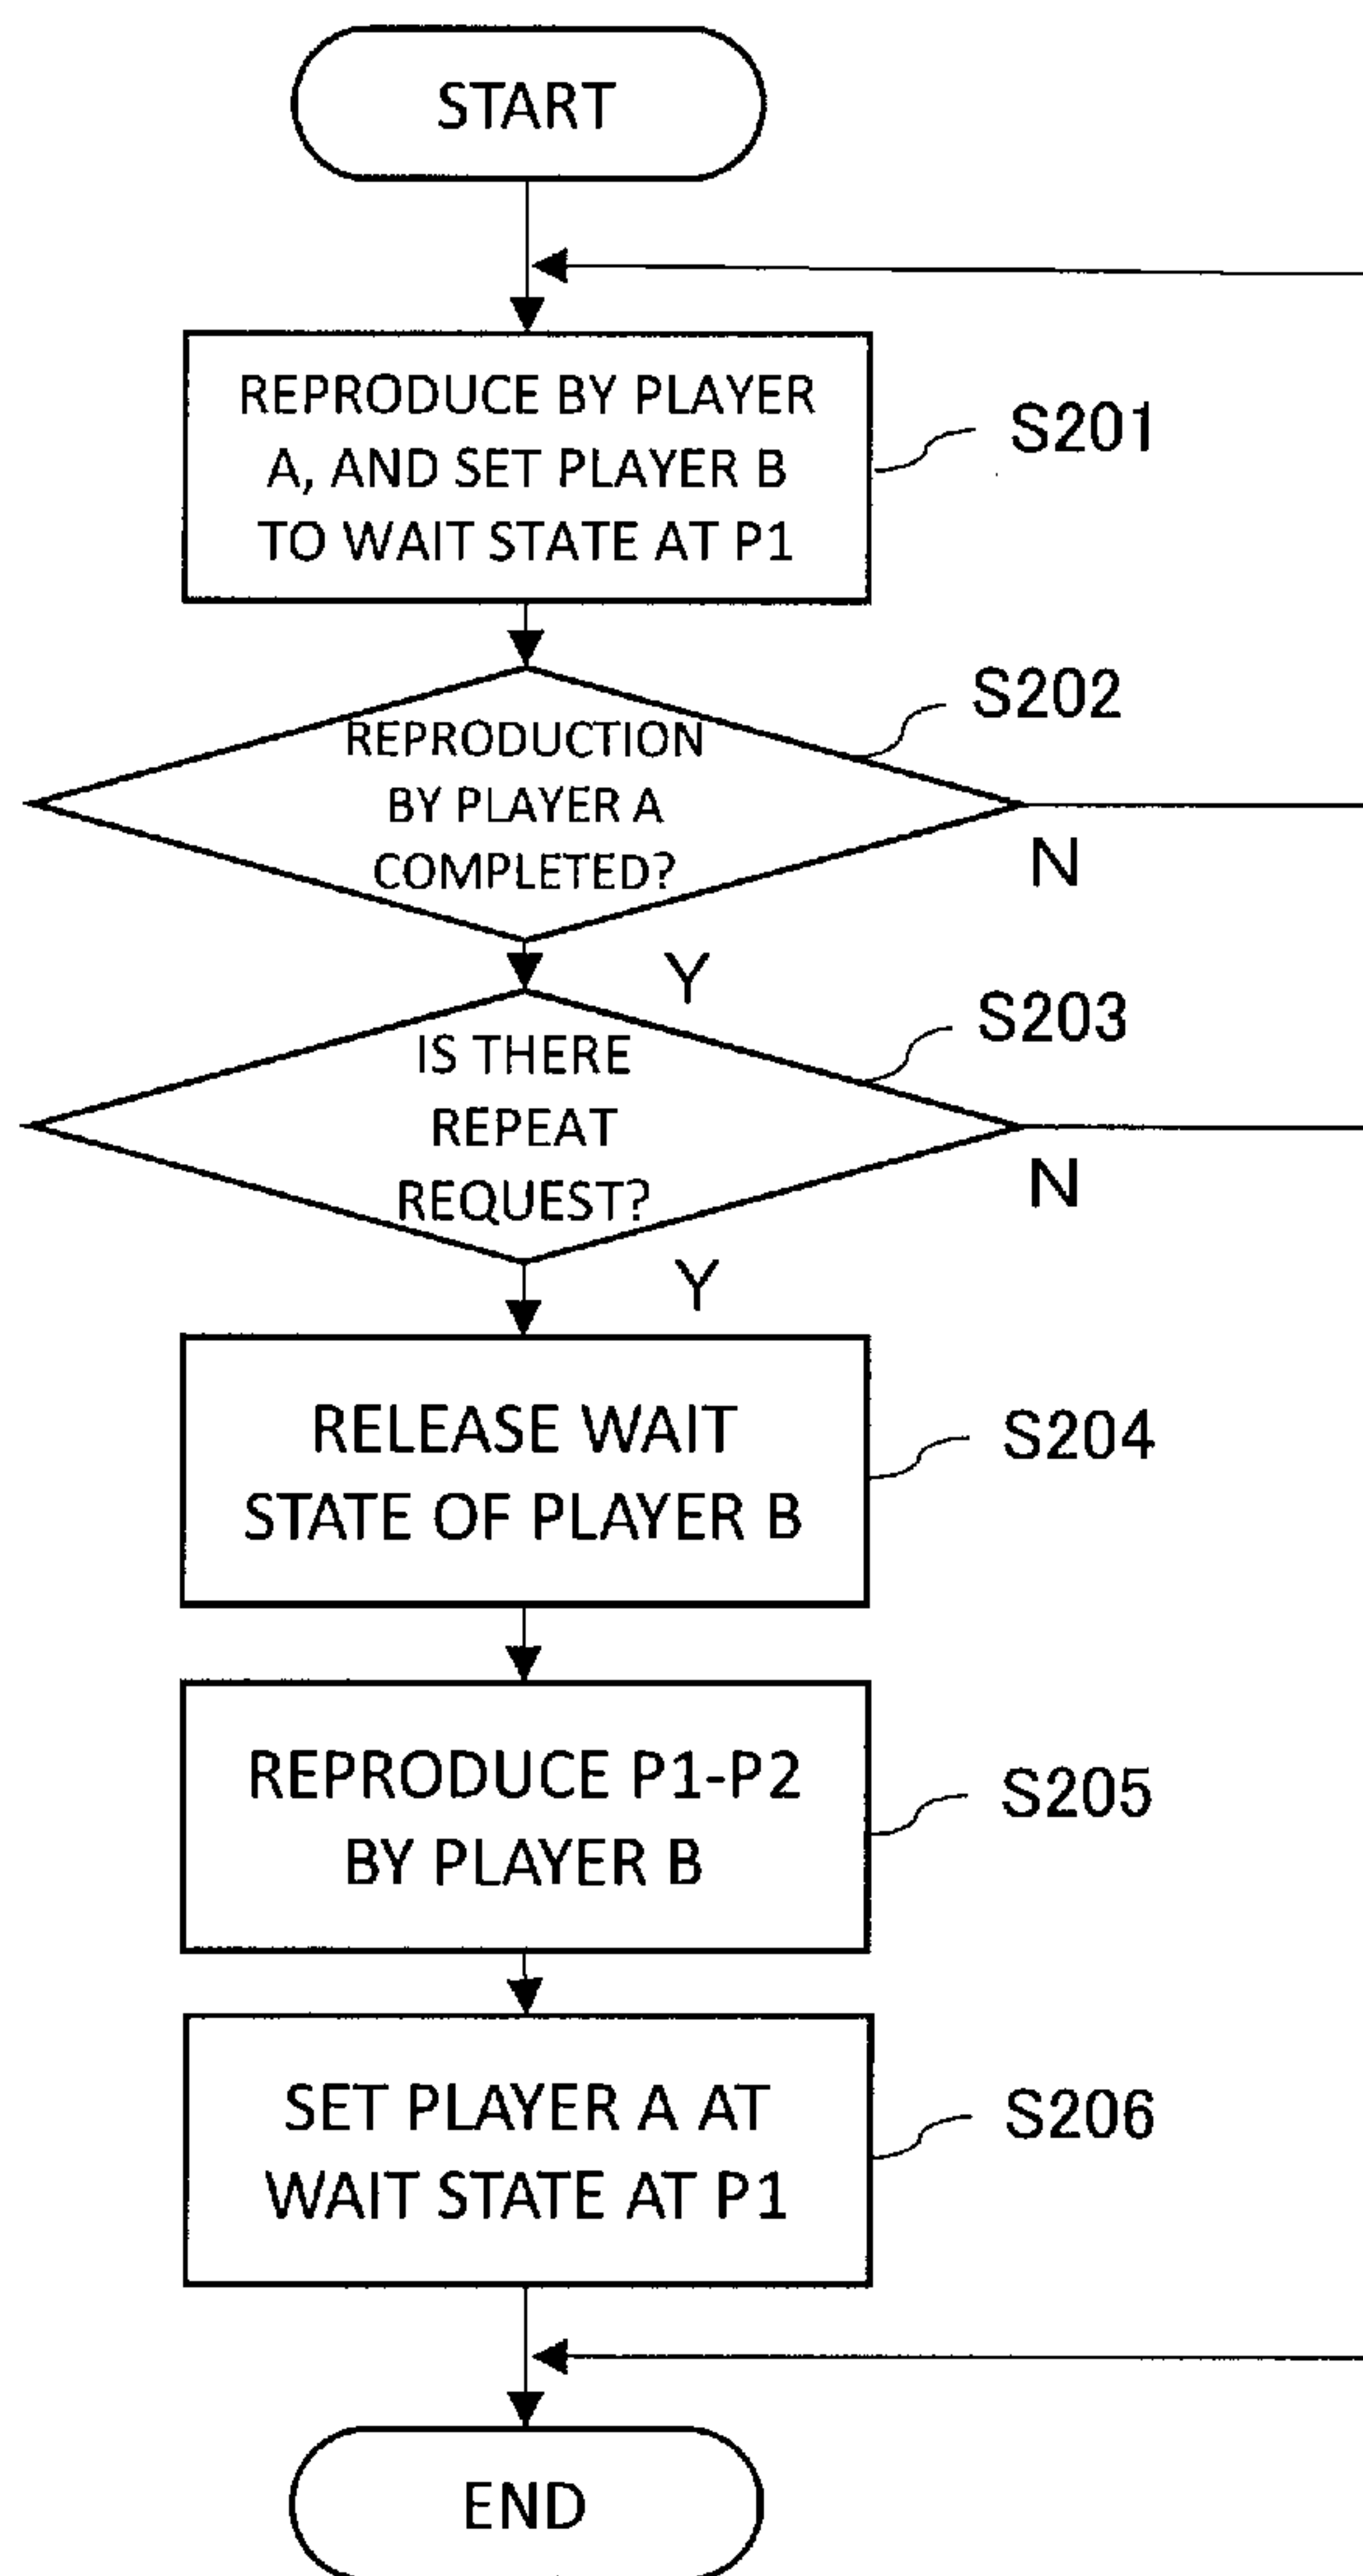 START
REPRODUCE BY PLAYER
A, AND SET PLAYER B
TO WAIT STATE AT P1
S201
REPRODUCTION
BY PLAYER A
COMPLETED?
S202
N
Y
IS THERE
REPEAT
REQUEST?
S203
N
Y
RELEASE WAIT
STATE OF PLAYER B
S204
REPRODUCE P1-P2
BY PLAYER B
S205
SET PLAYER A AT
WAIT STATE AT P1
S206
END